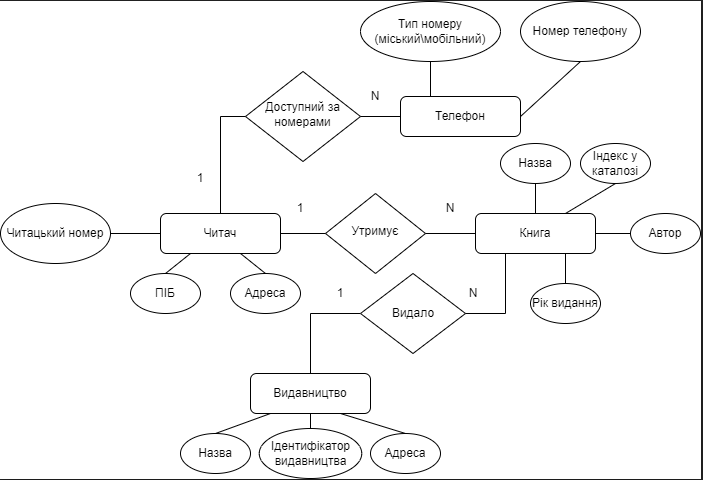 Тип номеру
(міський\мобільний)
Номер телефону
Доступний за
номерами
N
Телефон
1
Назва
Індекс у
каталозі
Читацький номер
Читач
1
Утримує
N
Книга
Автор
ПІБ
Адреса
1
Видало
N
Рік видання
Видавництво
Назва
Ідентифікатор
видавництва
Адреса